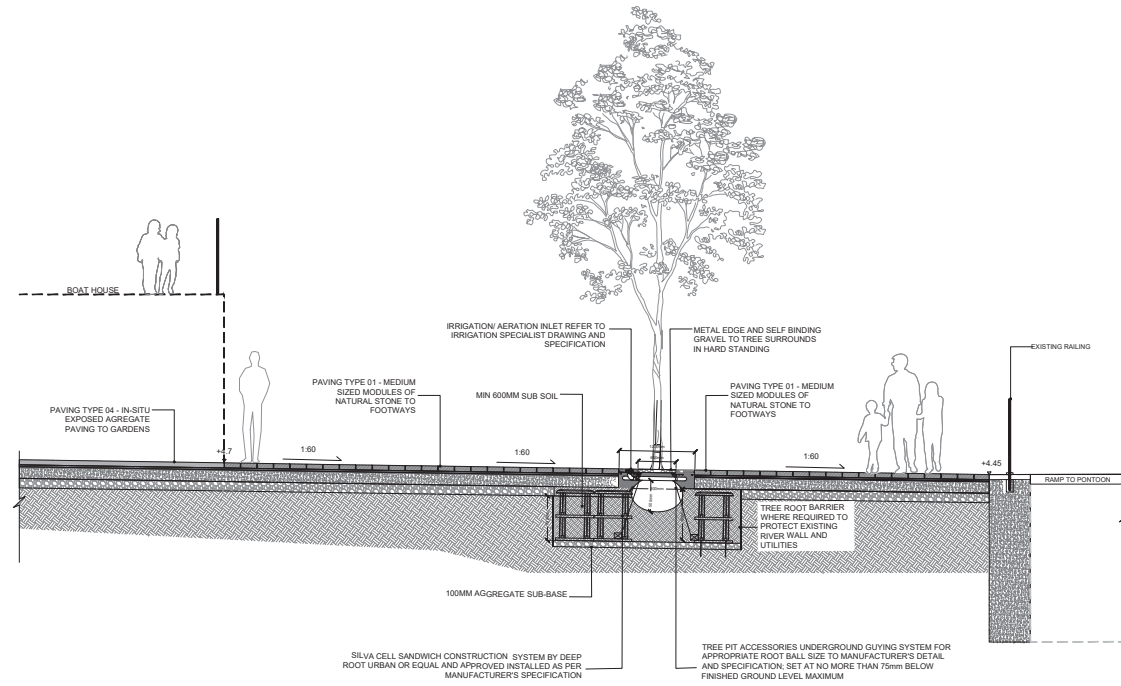 BOAT HOUSE
IRRIGATION/ AERATION INLET REFER TO
IRRIGATION SPECIALIST DRAWING AND
SPECIFICATION
METAL EDGE AND SELF BINDING
GRAVEL TO TREE SURROUNDS
IN HARD STANDING
EXISTING RAILING
PAVING TYPE 01 - MEDIUM
SIZED MODULES OF
NATURAL STONE TO
FOOTWAYS
MIN 600MM SUB SOIL
PAVING TYPE 01 - MEDIUM
SIZED MODULES OF
NATURAL STONE TO
FOOTWAYS
PAVING TYPE 04 - IN-SITU
EXPOSED AGREGATE
PAVING TO GARDENS
+4.7
1:60
1:60
1:60
+4.45
RAMP TO PONTOON
TREE ROOT BARRIER
WHERE REQUIRED TO
PROTECT EXISTING
RIVER WALL AND
UTILITIES
100MM AGGREGATE SUB-BASE
SILVA CELL SANDWICH CONSTRUCTION SYSTEM BY DEEP
ROOT URBAN OR EQUAL AND APPROVED INSTALLED AS PER
MANUFACTURER'S SPECIFICATION
TREE PIT ACCESSORIES UNDERGROUND GUYING SYSTEM FOR
APPROPRIATE ROOT BALL SIZE TO MANUFACTURER'S DETAIL
AND SPECIFICATION; SET AT NO MORE THAN 75mm BELOW
FINISHED GROUND LEVEL MAXIMUM